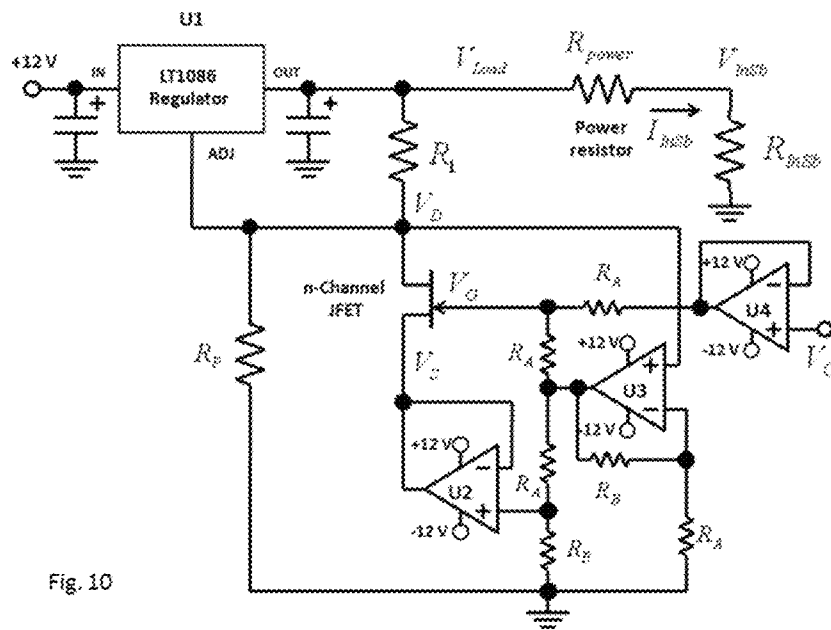 U1
+12 V
IN
LT1086
Regulator
OUT
ADJ
+
+
V_Load
R_power
Power
resistor
I_InSb
V_InSb
R_InSb
R_1
V_D
n-Channel
JFET
V_G
R_A
+12 V
U4
-12 V
R_P
V_S
R_A
+12 V
U3
+12 V
+12 V
U2
-12 V
R_A
R_B
R_B
R_A
Fig. 10